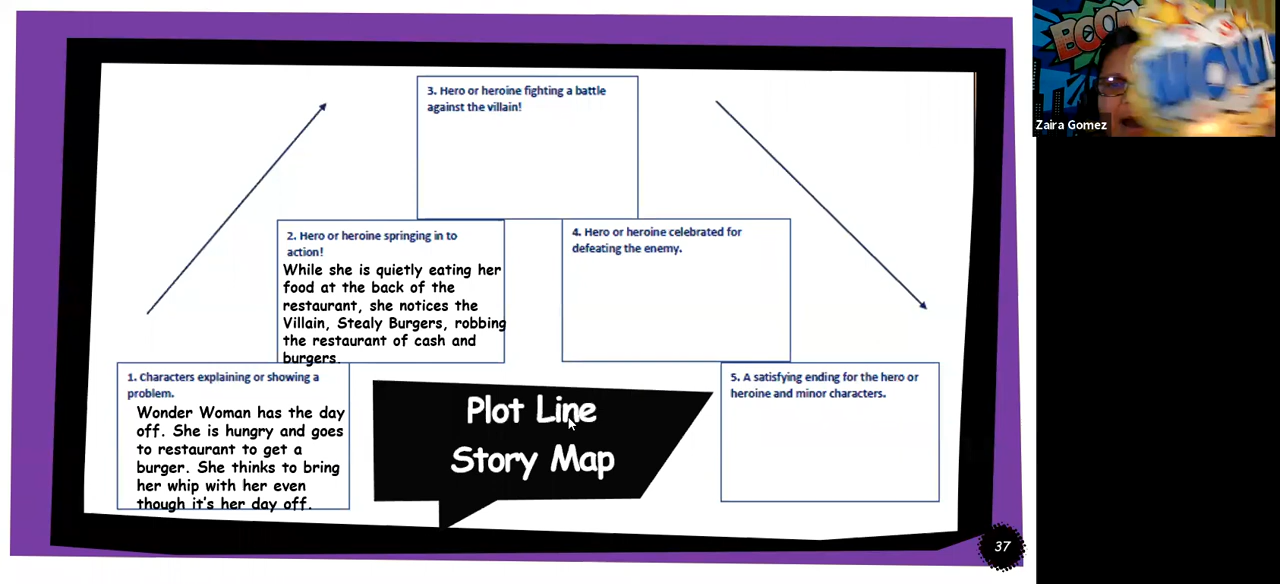 3. Hero or heroine fighting a battle
against the villain!
2. Hero or heroine springing in to
action!
While she is quietly eating her
food at the back of the
restaurant, she notices the
Villain, Stealy Burgers, robbing
the restaurant of cash and
burgers.
4. Hero or heroine celebrated for
defeating the enemy.
1. Characters explaining or showing a
problem.
Wonder Woman has the day
off. She is hungry and goes
to restaurant to get a
burger. She thinks to bring
her whip with her even
though it's her day off.
Plot Line
Story Map
5. A satisfying ending for the hero or
heroine and minor characters.
37
BOOM
WOW!
Zaira Gomez